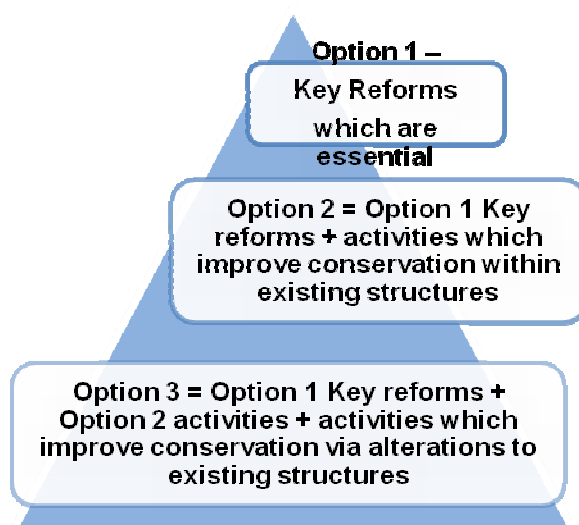 Option 1 –
Key Reforms
which are
essential
Option 2 = Option 1 Key
reforms + activities which
improve conservation within
existing structures
Option 3 = Option 1 Key reforms +
Option 2 activities + activities which
improve conservation via alterations to
existing structures